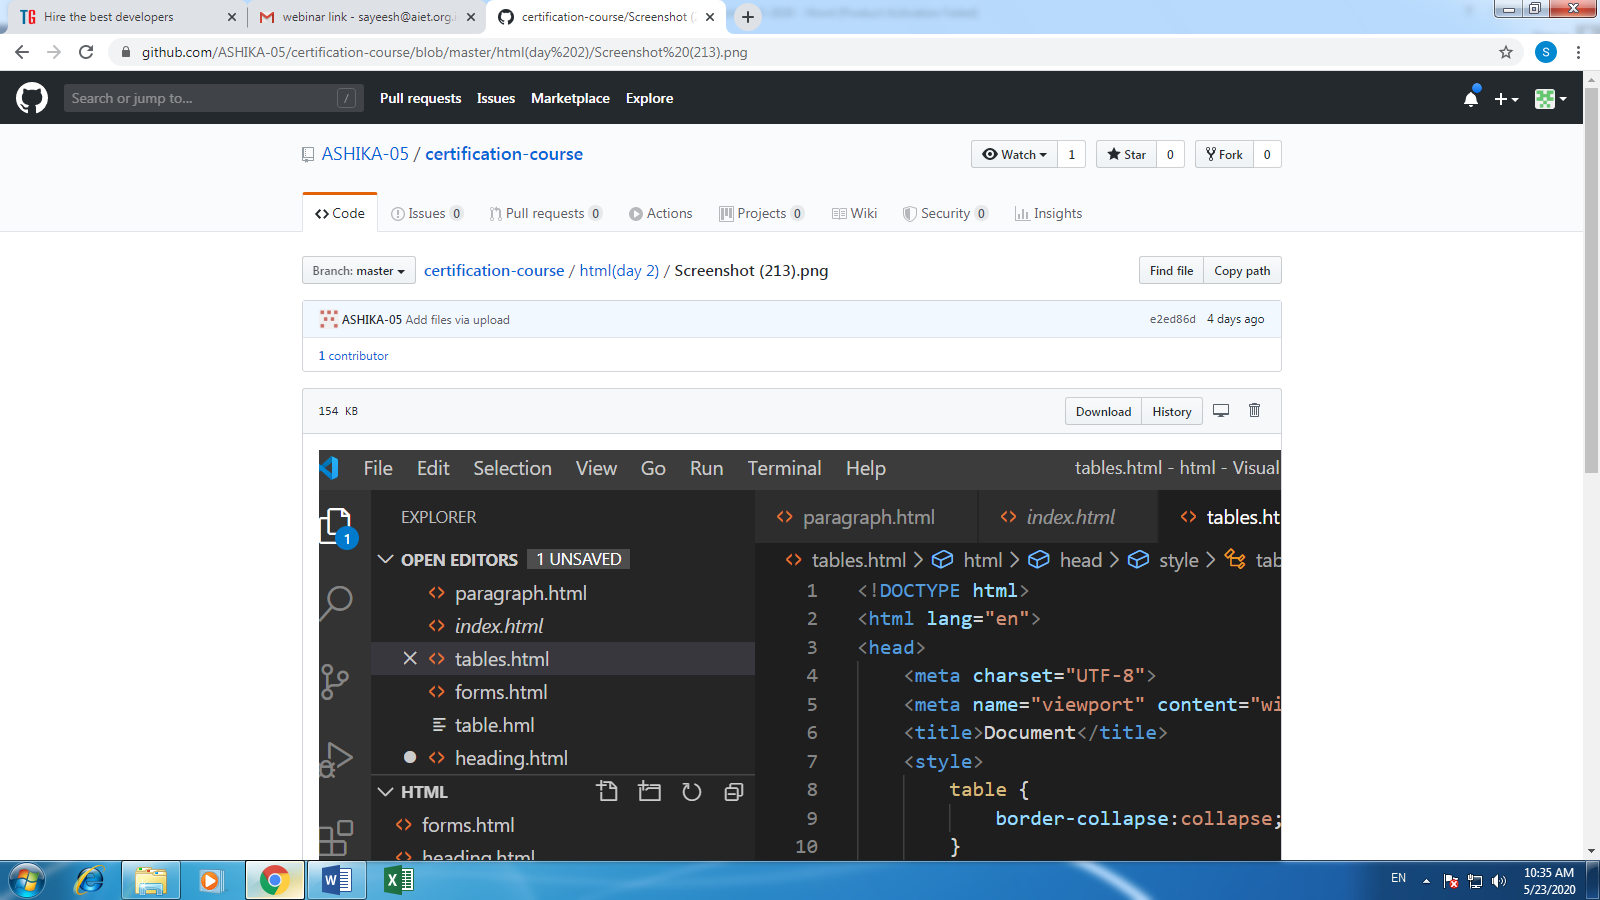 Hire the best developers
webinar link - sayeesh@aiet.org.
certification-course/Screenshot (
github.com/ASHIKA-05/certification-course/blob/master/html(day%202)/Screenshot%20(213).png
S
Search or jump to...
/
Pull requests Issues Marketplace Explore
ASHIKA-05 / certification-course
Watch 1 Star 0 Fork 0
Code Issues 0 Pull requests 0 Actions Projects 0 Wiki Security 0 Insights
Branch: master certification-course / html(day 2) / Screenshot (213).png
Find file Copy path
ASHIKA-05 Add files via upload
e2ed86d 4 days ago
1 contributor
154 KB
Download History
File Edit Selection View Go Run Terminal Help
tables.html - html - Visual
EXPLORER
1
OPEN EDITORS 1 UNSAVED
paragraph.html
index.html
tables.html
forms.html
table.hml
heading.html
HTML
forms.html
heading.html
paragraph.html index.html tables.ht
tables.html > html > head > style > tab
1 <!DOCTYPE html>
2 <html lang="en">
3 <head>
4 <meta charset="UTF-8">
5 <meta name="viewport" content="wi
6 <title>Document</title>
7 <style>
8 table {
9 border-collapse:collapse;
10 }
EN
10:35 AM
5/23/2020